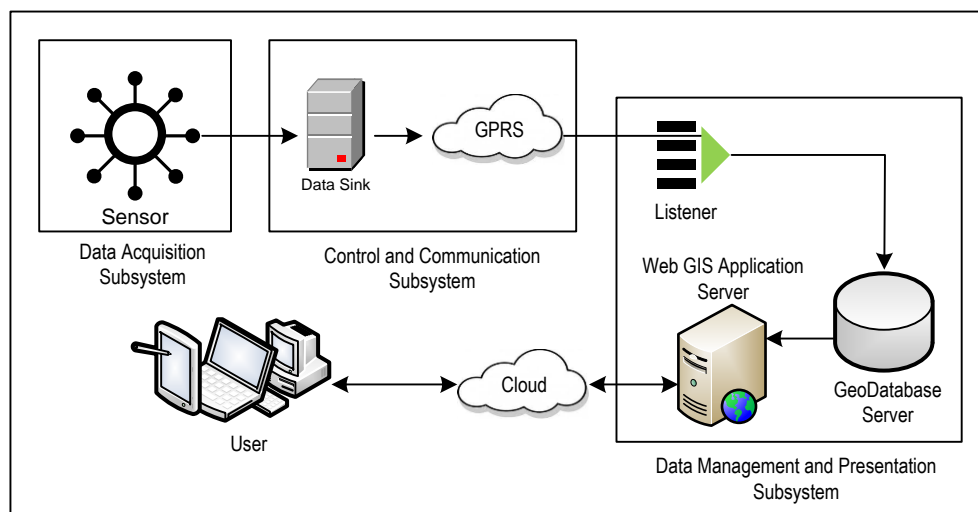 Sensor
Data Acquisition
Subsystem
Data Sink
GPRS
Control and Communication
Subsystem
Listener
Web GIS Application
Server
GeoDatabase
Server
Data Management and Presentation
Subsystem
Cloud
User